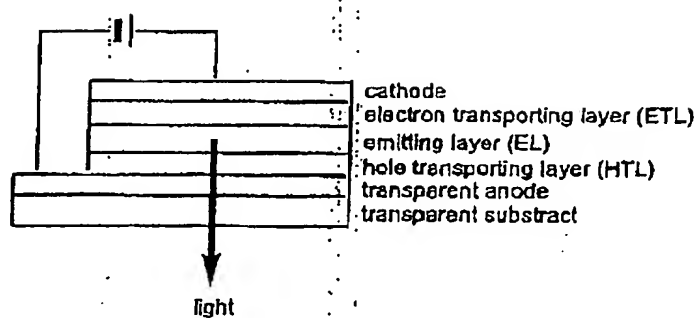 cathode
electron transporting layer (ETL)
emitting layer (EL)
hole transporting layer (HTL)
transparent anode
transparent substract
light